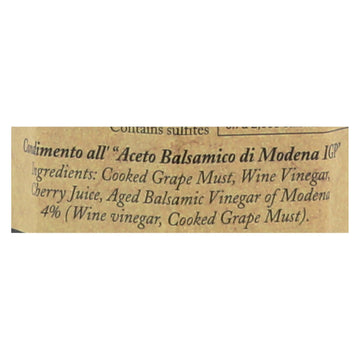 Contains sulfites
Condimento all' "Aceto Balsamico di Modena IGP"
Ingredients: Cooked Grape Must, Wine Vinegar,
Cherry Juice, Aged Balsamic Vinegar of Modena
4% (Wine vinegar, Cooked Grape Must).